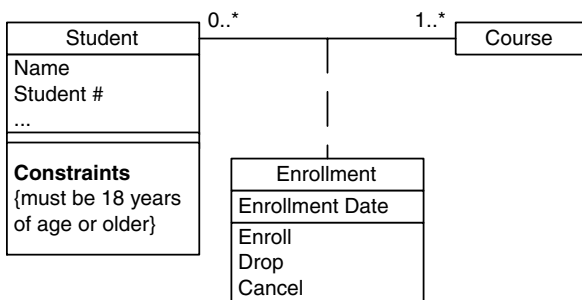 Student
Name
Student #
...
Constraints
{must be 18 years
of age or older}
0..*
1..*
Course
Enrollment
Enrollment Date
Enroll
Drop
Cancel